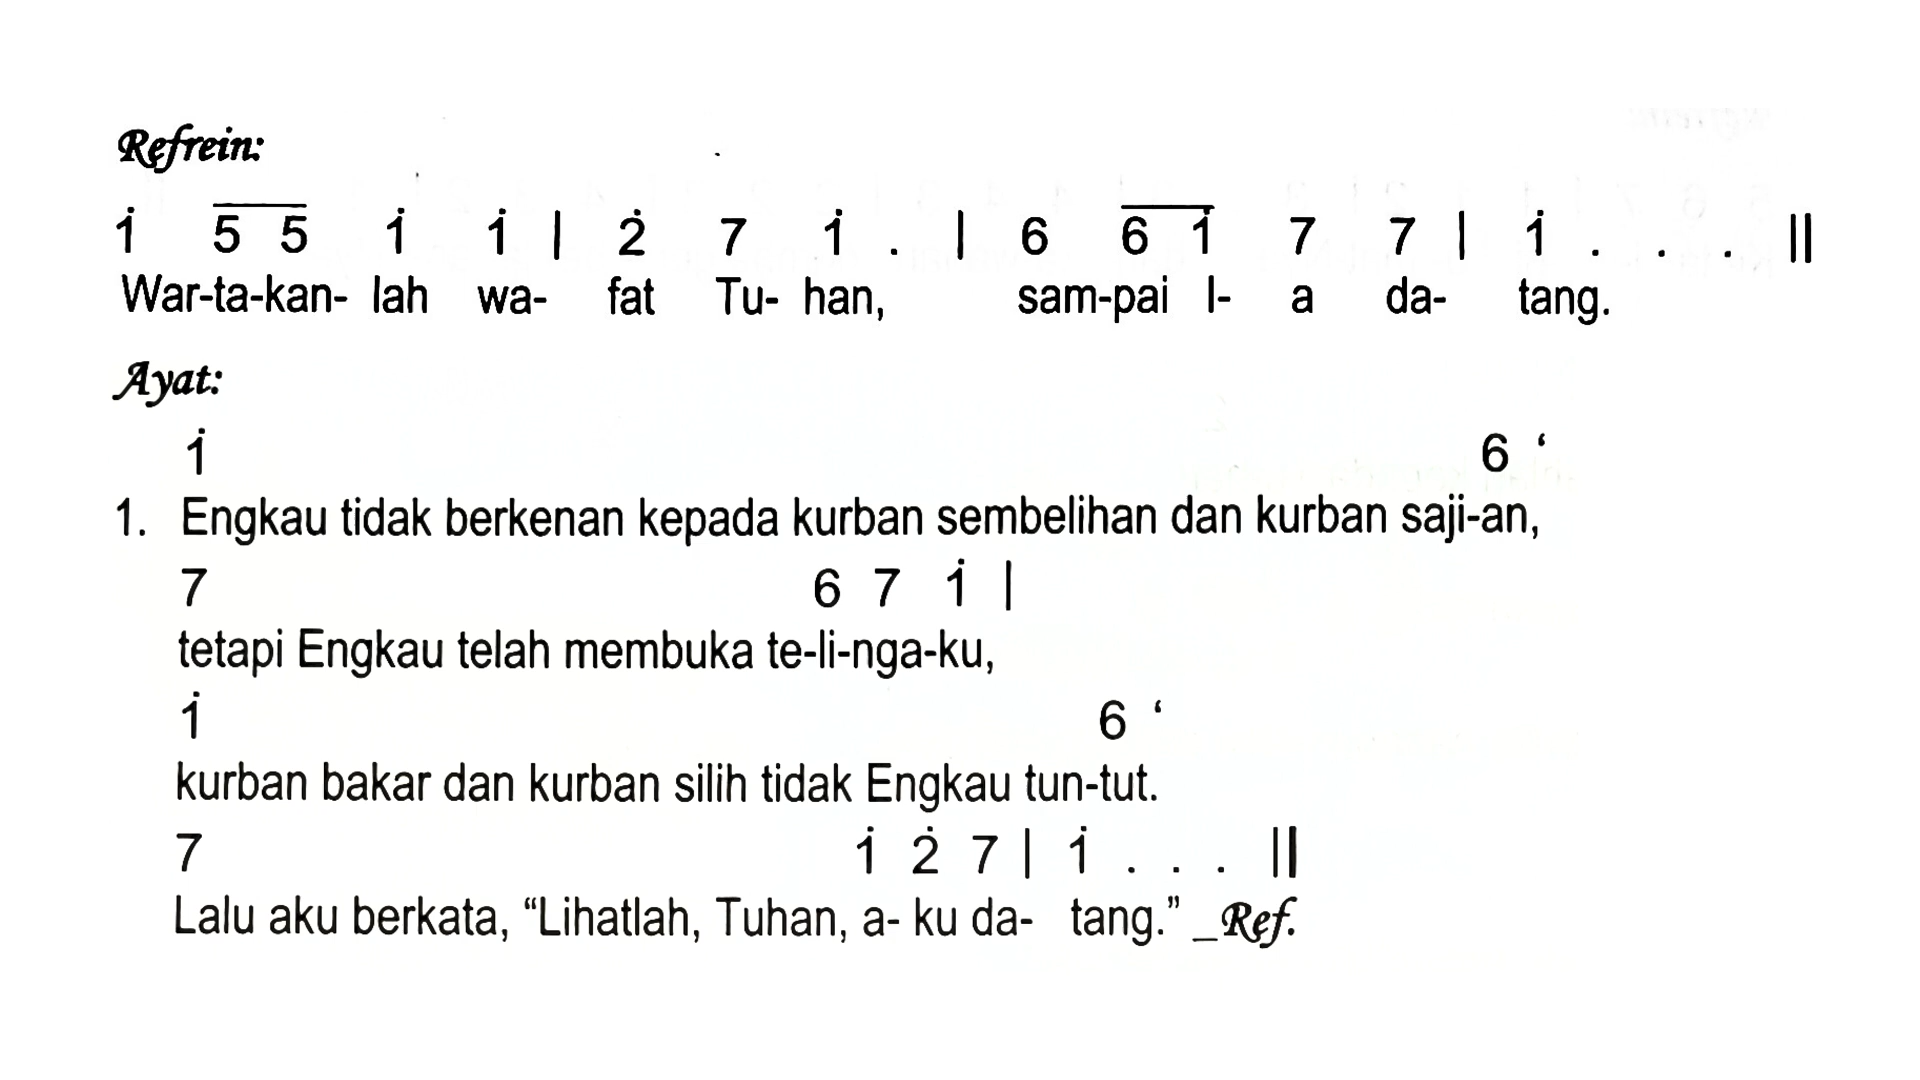 Refrein:
1̇ 5 5 1̇ 1̇ | 2̇ 7 1̇ . | 6 6 1̇ 7 7 | 1̇ . . . ||
War-ta-kan- lah wa- fat Tu- han, sam-pai I- a da- tang.
Ayat:
1̇ 6 ‘
1. Engkau tidak berkenan kepada kurban sembelihan dan kurban saji-an,
7 6 7 1̇ |
tetapi Engkau telah membuka te-li-nga-ku,
1̇ 6 ‘
kurban bakar dan kurban silih tidak Engkau tun-tut.
7 1̇ 2̇ 7 | 1̇ . . . ||
Lalu aku berkata, “Lihatlah, Tuhan, a- ku da- tang.” _Ref.